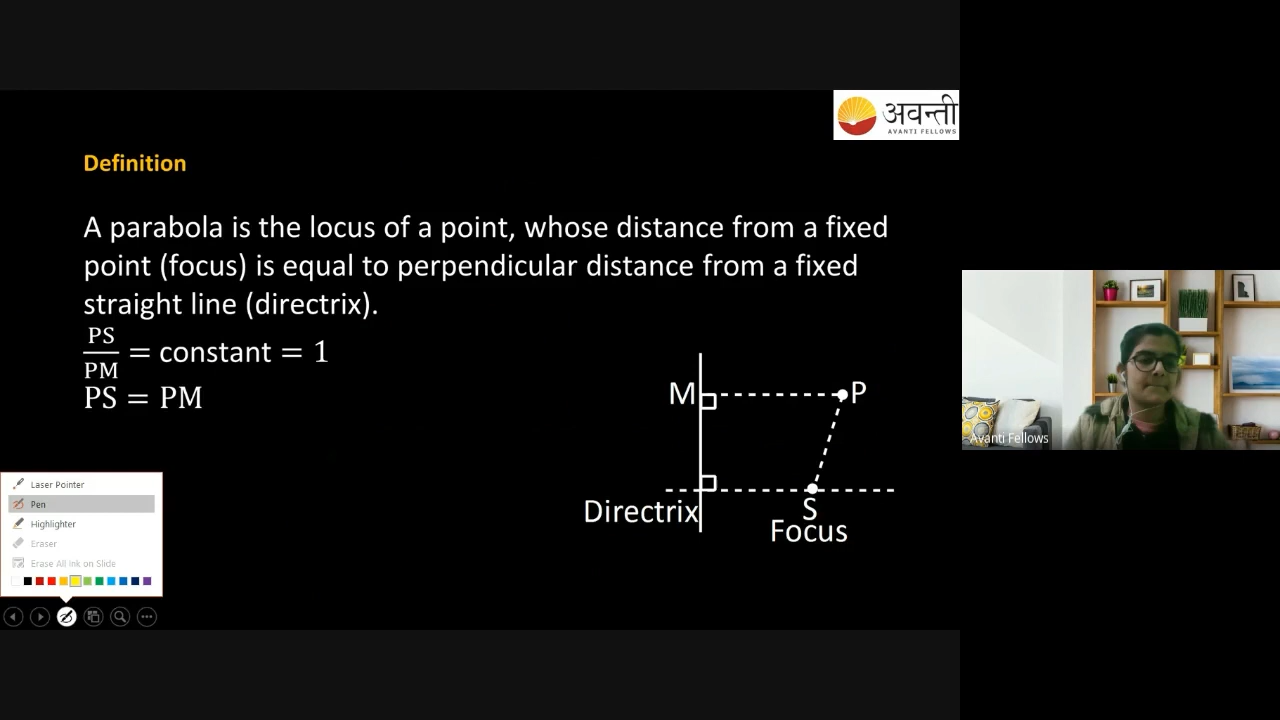 अवन्ती
AVANTI FELLOWS
Definition
A parabola is the locus of a point, whose distance from a fixed
point (focus) is equal to perpendicular distance from a fixed
straight line (directrix).
PS/PM = constant = 1
PS = PM
M
P
S
Directrix
Focus
Avanti Fellows
Laser Pointer
Pen
Highlighter
Eraser
Erase All Ink on Slide